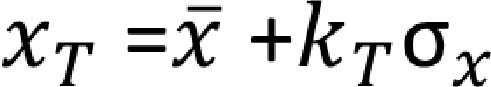 x_T = x̄ + k_T σ_x